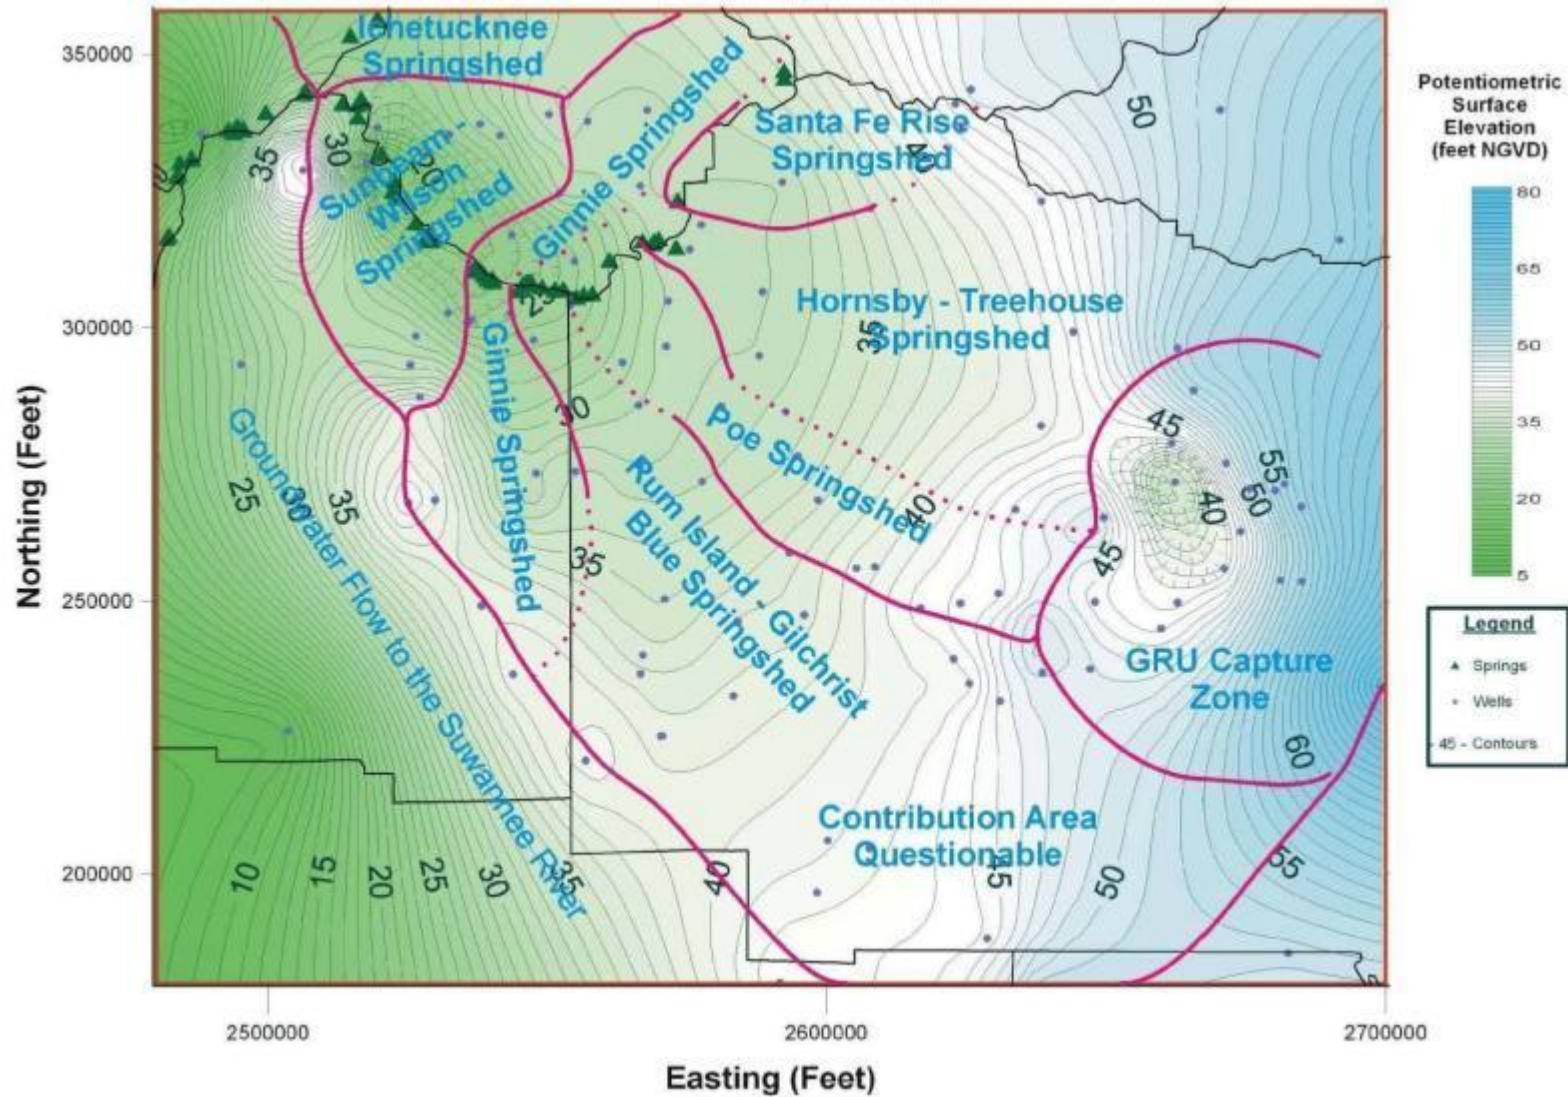 Ichetucknee
Springshed
Sunbeam -
Wilson
Springshed
Ginnie Springshed
Santa Fe Rise
Springshed
Hornsby - Treehouse
Springshed
Ginnie Springshed
Poe Springshed
Rum Island - Gilchrist
Blue Springshed
Groundwater Flow to the Suwannee River
GRU Capture
Zone
Contribution Area
Questionable
35
30
20
25
50
40
35
30
35
40
45
45
40
50
55
60
25
30
35
10
15
20
25
30
35
40
45
50
55
350000
300000
250000
200000
Northing (Feet)
2500000
2600000
2700000
Easting (Feet)
Potentiometric
Surface
Elevation
(feet NGVD)
80
65
50
35
20
5
Legend
Springs
Wells
- 45 - Contours